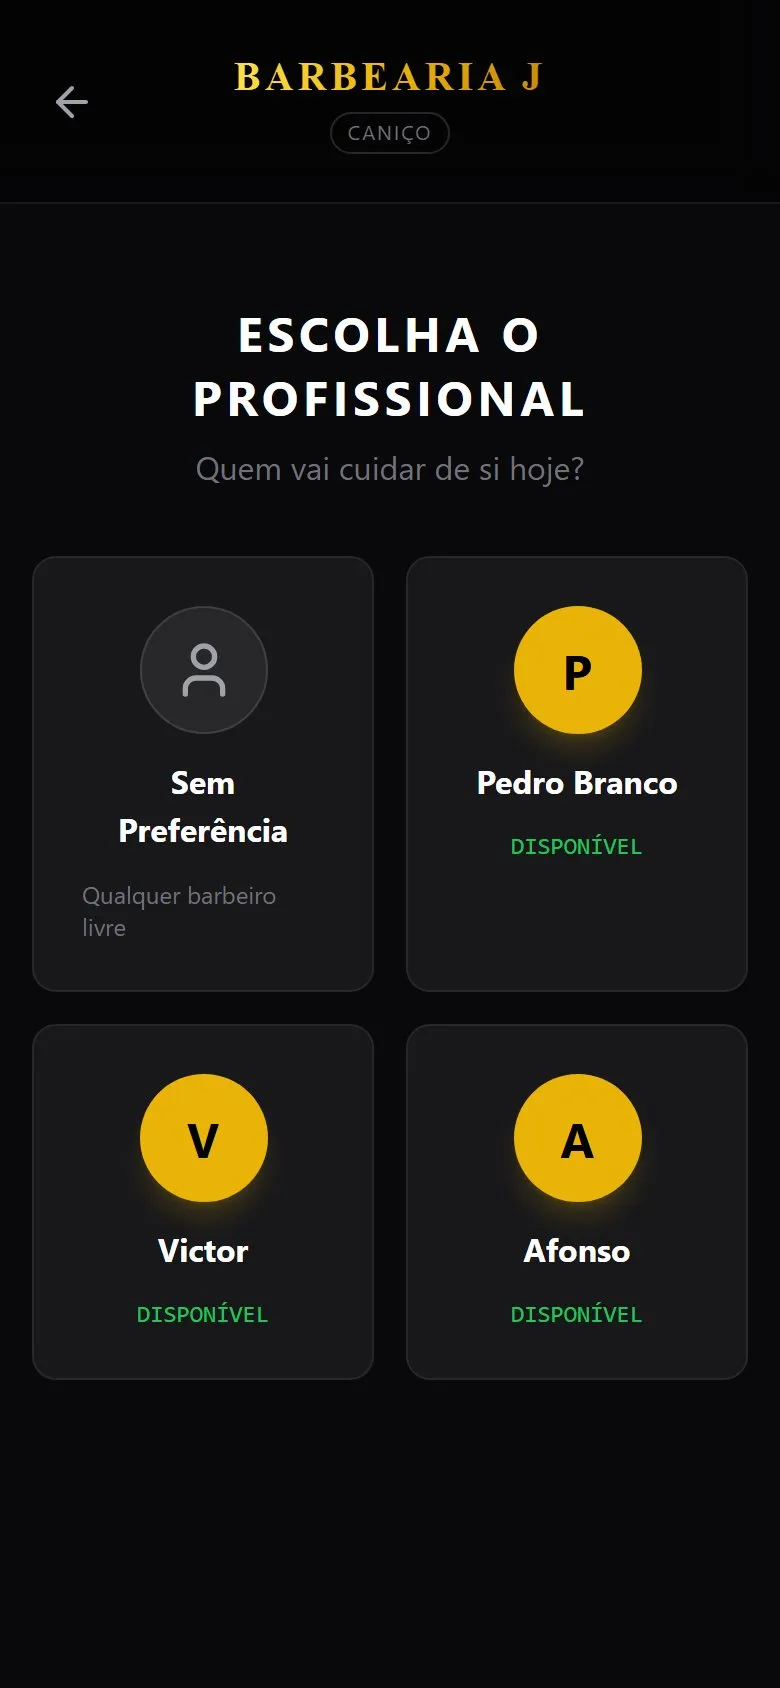 BARBEARIA J
CANIÇO
ESCOLHA O
PROFISSIONAL
Quem vai cuidar de si hoje?
Sem
Preferência
Qualquer barbeiro
livre
P
Pedro Branco
DISPONÍVEL
V
Victor
DISPONÍVEL
A
Afonso
DISPONÍVEL